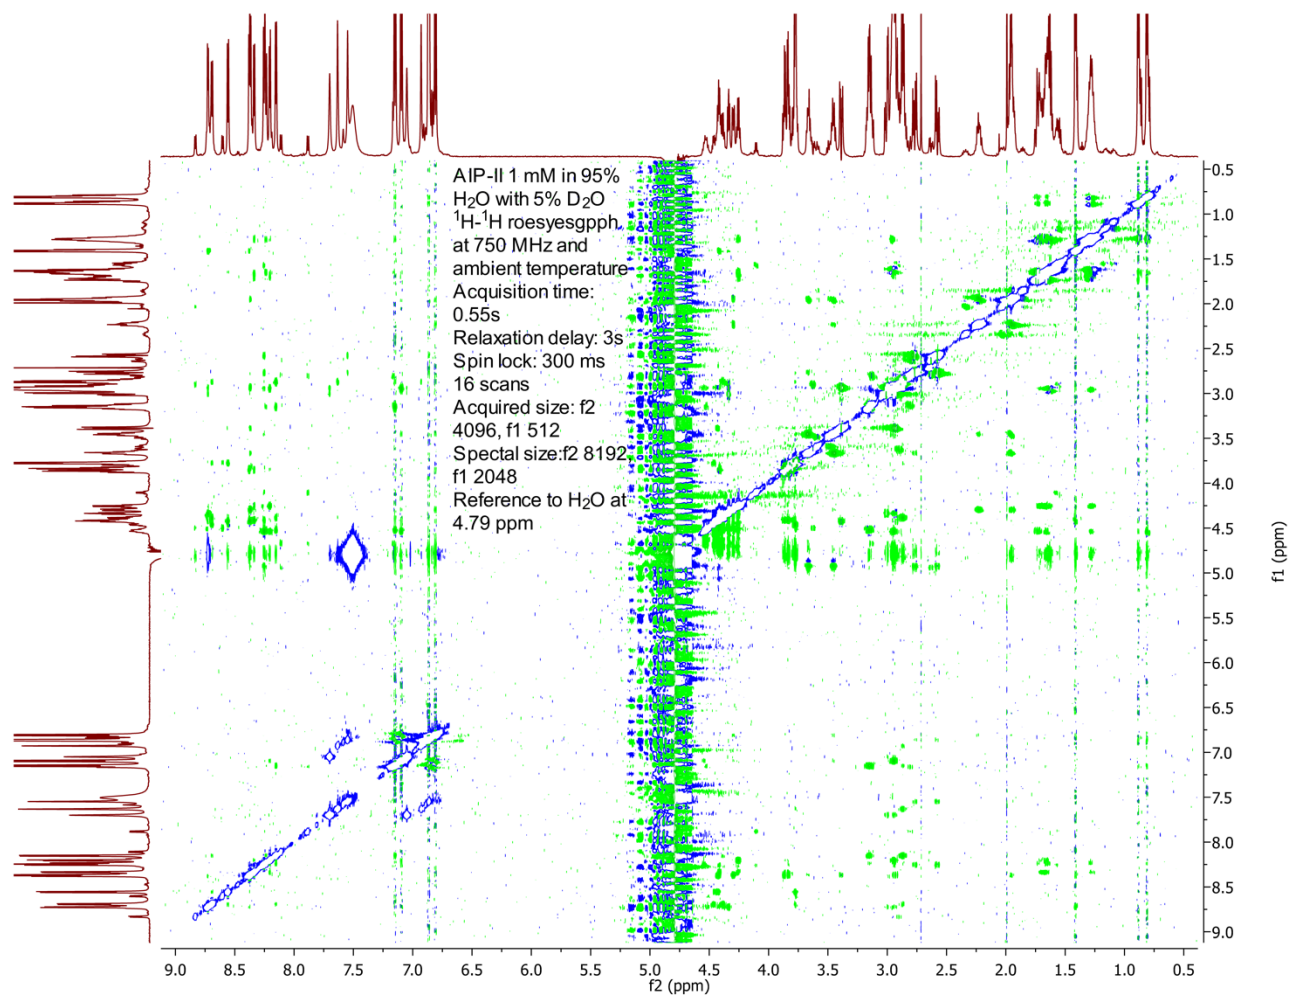 AIP-II 1 mM in 95%
H₂O with 5% D₂O
¹H-¹H roesyesgpph
at 750 MHz and
ambient temperature
Acquisition time:
0.55s
Relaxation delay: 3s
Spin lock: 300 ms
16 scans
Acquired size: f2
4096, f1 512
Spectal size:f2 8192
f1 2048
Reference to H₂O at
4.79 ppm
0.5
1.0
1.5
2.0
2.5
3.0
3.5
4.0
4.5
5.0
5.5
6.0
6.5
7.0
7.5
8.0
8.5
9.0
f1 (ppm)
9.0 8.5 8.0 7.5 7.0 6.5 6.0 5.5 5.0 4.5 4.0 3.5 3.0 2.5 2.0 1.5 1.0 0.5
f2 (ppm)